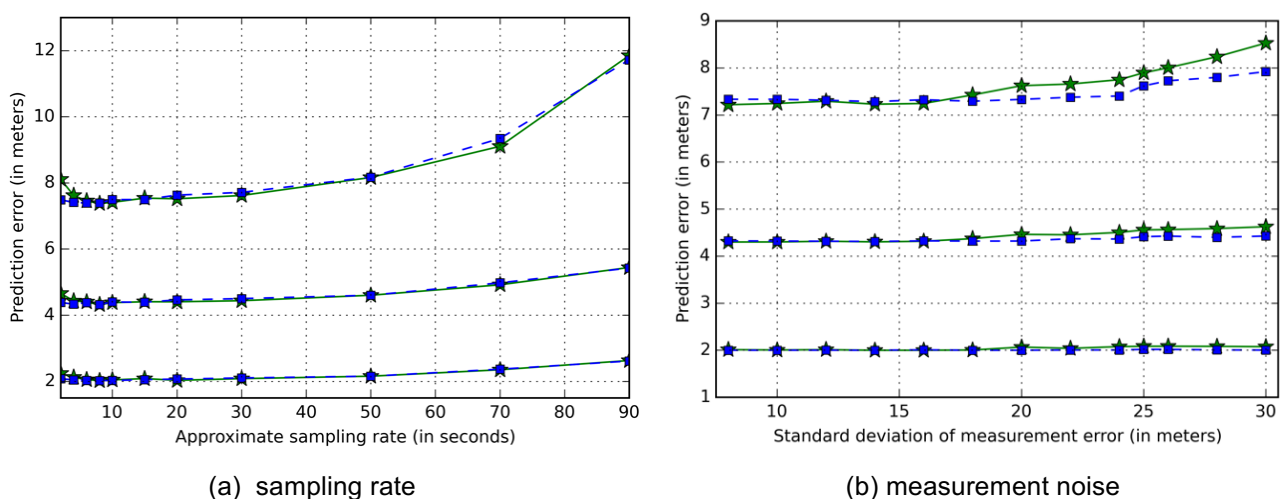 12
10
8
6
4
2
10 20 30 40 50 60 70 80 90
Prediction error (in meters)
Approximate sampling rate (in seconds)
(a) sampling rate
9
8
7
6
5
4
3
2
1
10 15 20 25 30
Prediction error (in meters)
Standard deviation of measurement error (in meters)
(b) measurement noise